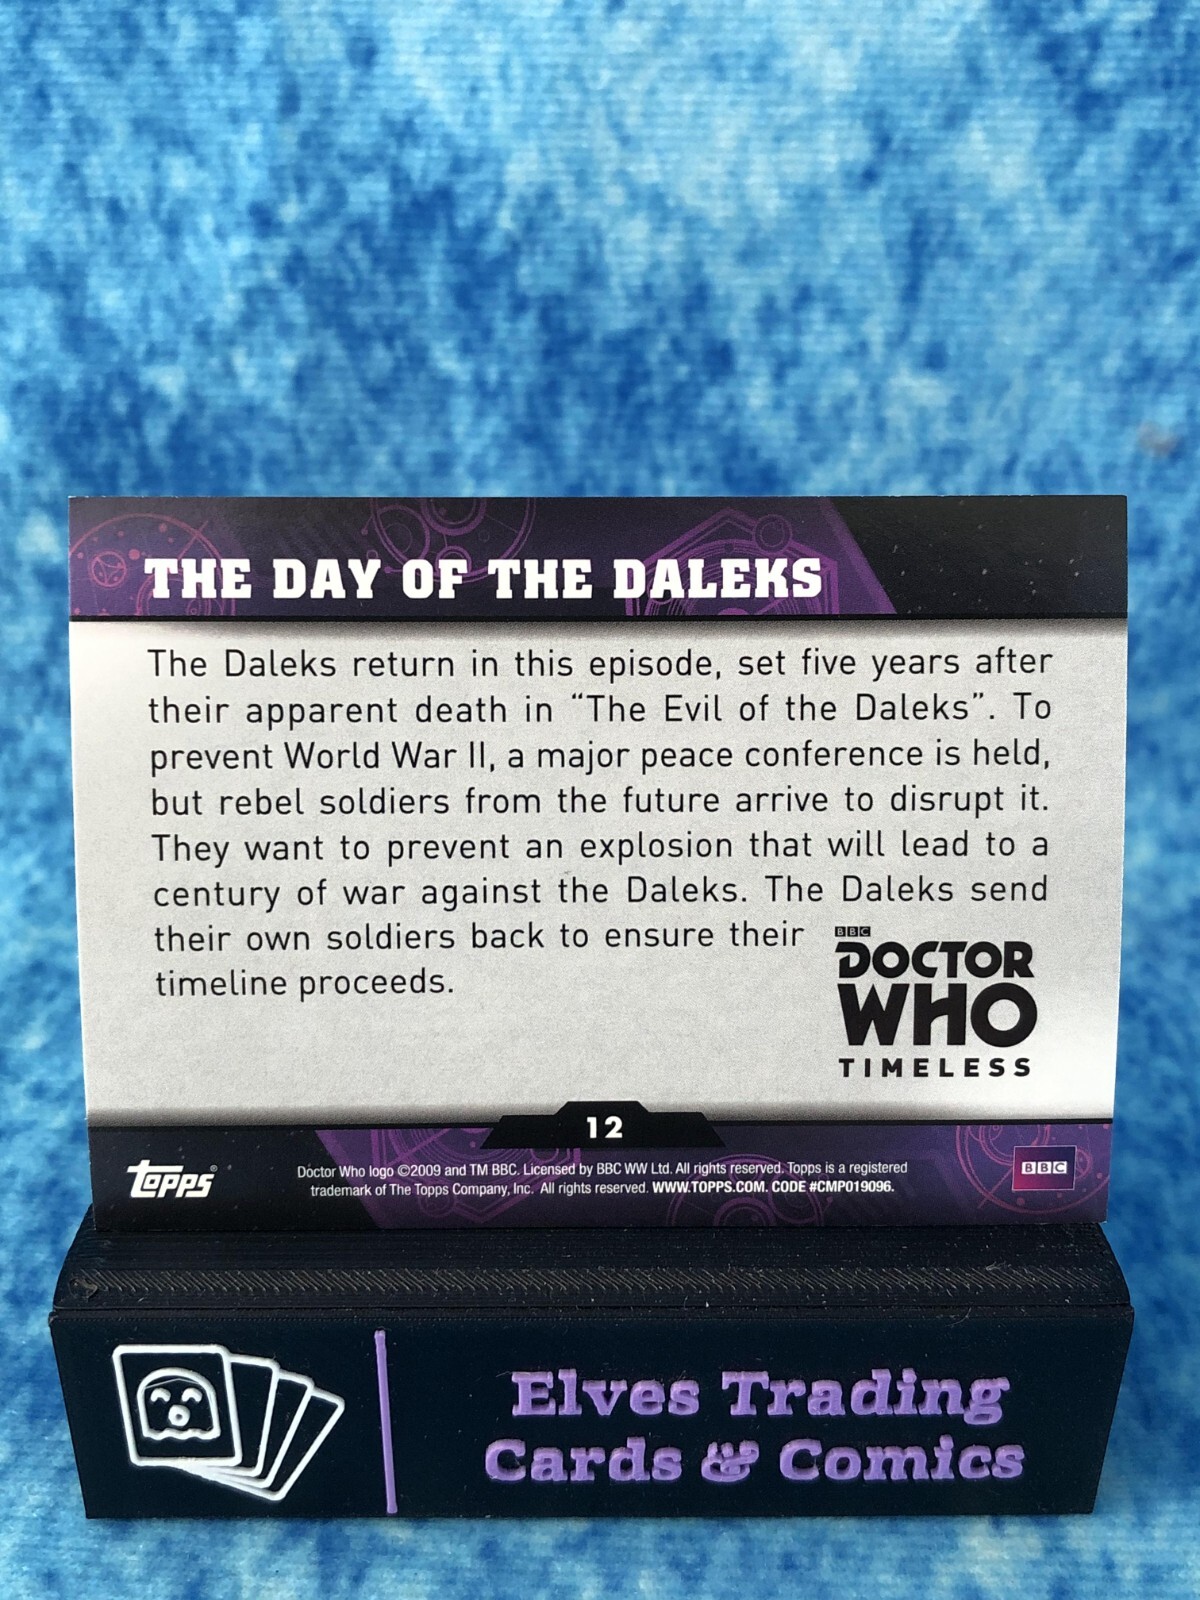 THE DAY OF THE DALEKS
The Daleks return in this episode, set five years after
their apparent death in “The Evil of the Daleks”. To
prevent World War II, a major peace conference is held,
but rebel soldiers from the future arrive to disrupt it.
They want to prevent an explosion that will lead to a
century of war against the Daleks. The Daleks send
their own soldiers back to ensure their
timeline proceeds.
BBC
DOCTOR
WHO
TIMELESS
12
Topps®
Doctor Who logo ©2009 and TM BBC. Licensed by BBC WW Ltd. All rights reserved. Topps is a registered
trademark of The Topps Company, Inc. All rights reserved. WWW.TOPPS.COM. CODE #CMP019096.
BBC
Elves Trading
Cards & Comics